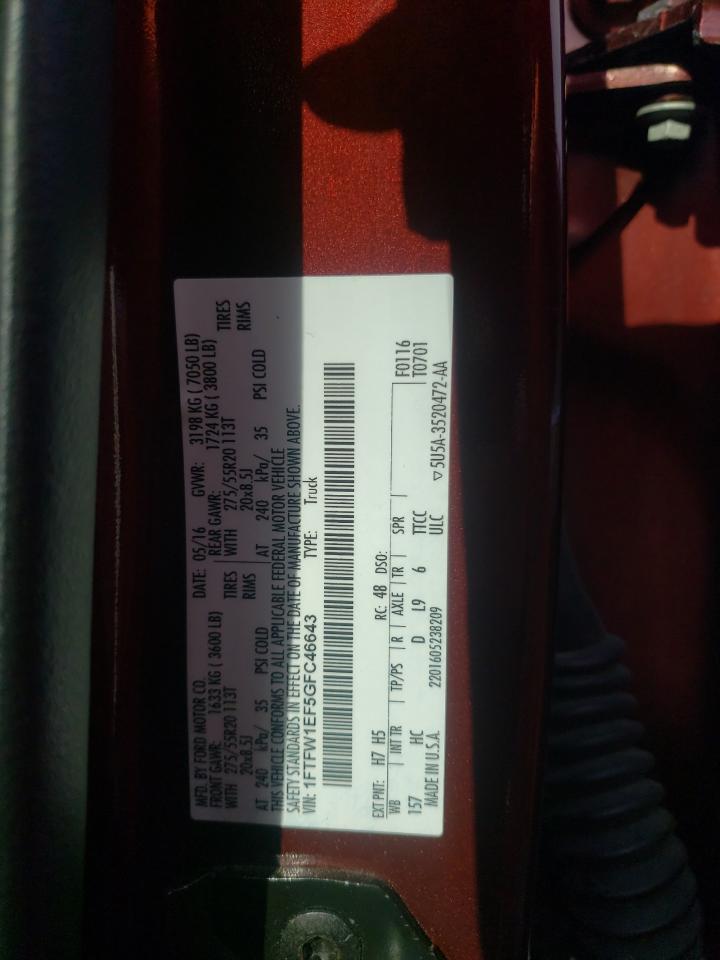 MFD. BY FORD MOTOR CO. DATE: 05/16 GVWR: 3198 KG ( 7050 LB)
FRONT GAWR: 1633 KG ( 3600 LB) REAR GAWR: 1724 KG ( 3800 LB)
WITH 275/55R20 113T TIRES WITH 275/55R20 113T TIRES
20x8.5J RIMS 20x8.5J RIMS
AT 240 kPa/ 35 PSI COLD AT 240 kPa/ 35 PSI COLD
THIS VEHICLE CONFORMS TO ALL APPLICABLE FEDERAL MOTOR VEHICLE
SAFETY STANDARDS IN EFFECT ON THE DATE OF MANUFACTURE SHOWN ABOVE.
VIN: 1FTFW1EF5GFC46643 TYPE: Truck
EXT PNT: H7 H5 RC: 48 DSO: F0116
WB INT TR TP/PS R AXLE TR SPR T0701
157 HC D L9 6 TTCC
MADE IN U.S.A. 2201605238209 ULC ▽5U5A-3520472-AA